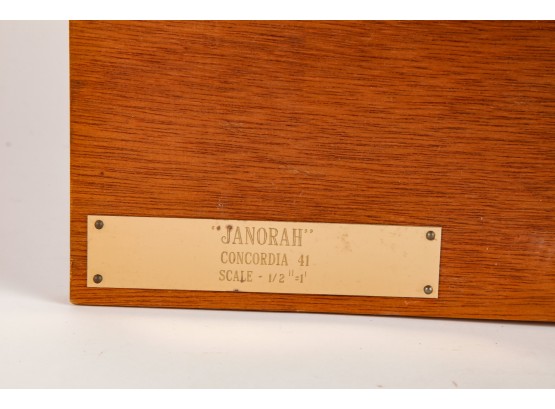 "JANORAH"
CONCORDIA 41
SCALE - 1/2"=1'